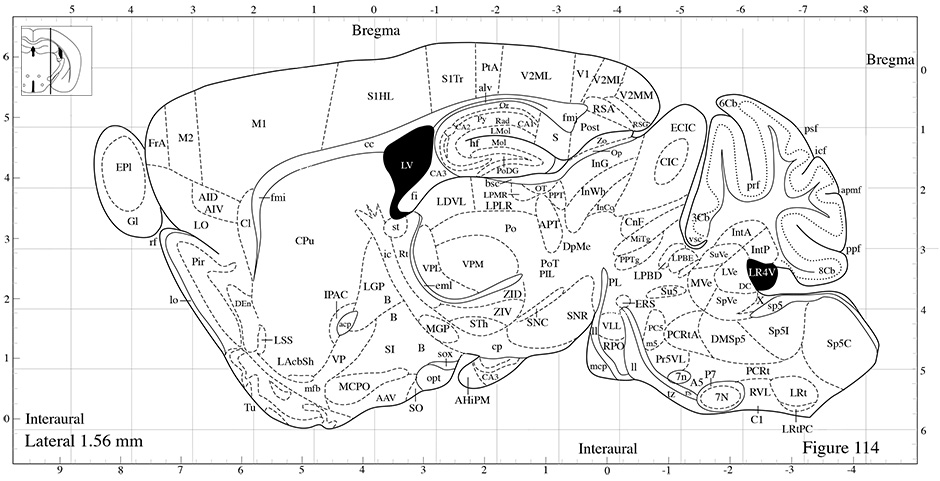 5 4 3 2 1 0 -1 -2 -3 -4 -5 -6 -7 -8
Bregma
Bregma
6 5 4 3 2 1 0
0 1 2 3 4 5 6
FrA M2 M1 S1HL S1Tr PtA V2ML V1 V2ML V2MM
alv Or Py Rad CA1 LMol CA2 hf Mol PoDG CA3 S fmj RSA RSG Post
cc LV fi
Zo Op InG InWh InCo
ECIC CIC
6Cb psf icf prf apmf ppf 3Cb 8Cb
EPl Gl rf
AID AIV LO Cl fmi
bsc LPMR LPLR LDVL OT PPT APT
CPu st ic Rt Po DpMe
CnF MiTg PPTg vsc
IntA IntP SuVe LPBE LPBD
Pir VPL VPM eml PoT PIL
PL LR4V LVe MVe DC
lo DEn IPAC LGP B ZID ZIV
ERS Su5 SpVe X sp5
acp B MGP STh SNC SNR
VLL ll RPO PC5 m5 PCRtA DMSp5 Sp5I Sp5C
LSS LAcbSh VP SI B sox cp
mcp ll Pr5VL 7n A5 P7 PCRt
mfb MCPO opt CA3
tz rs 7N RVL LRt
Tu AAV SO AHiPM
C1 LRtPC
Interaural
Lateral 1.56 mm
Interaural
Figure 114
9 8 7 6 5 4 3 2 1 0 -1 -2 -3 -4